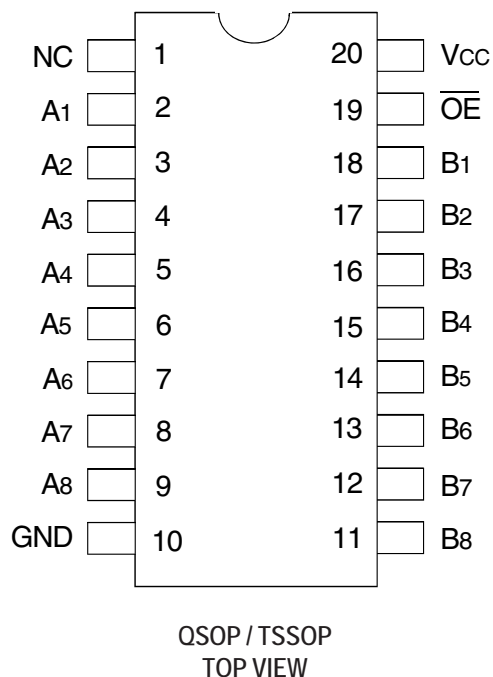 NC 1 20 VCC
A1 2 19 O̅E̅
A2 3 18 B1
A3 4 17 B2
A4 5 16 B3
A5 6 15 B4
A6 7 14 B5
A7 8 13 B6
A8 9 12 B7
GND 10 11 B8
QSOP / TSSOP
TOP VIEW